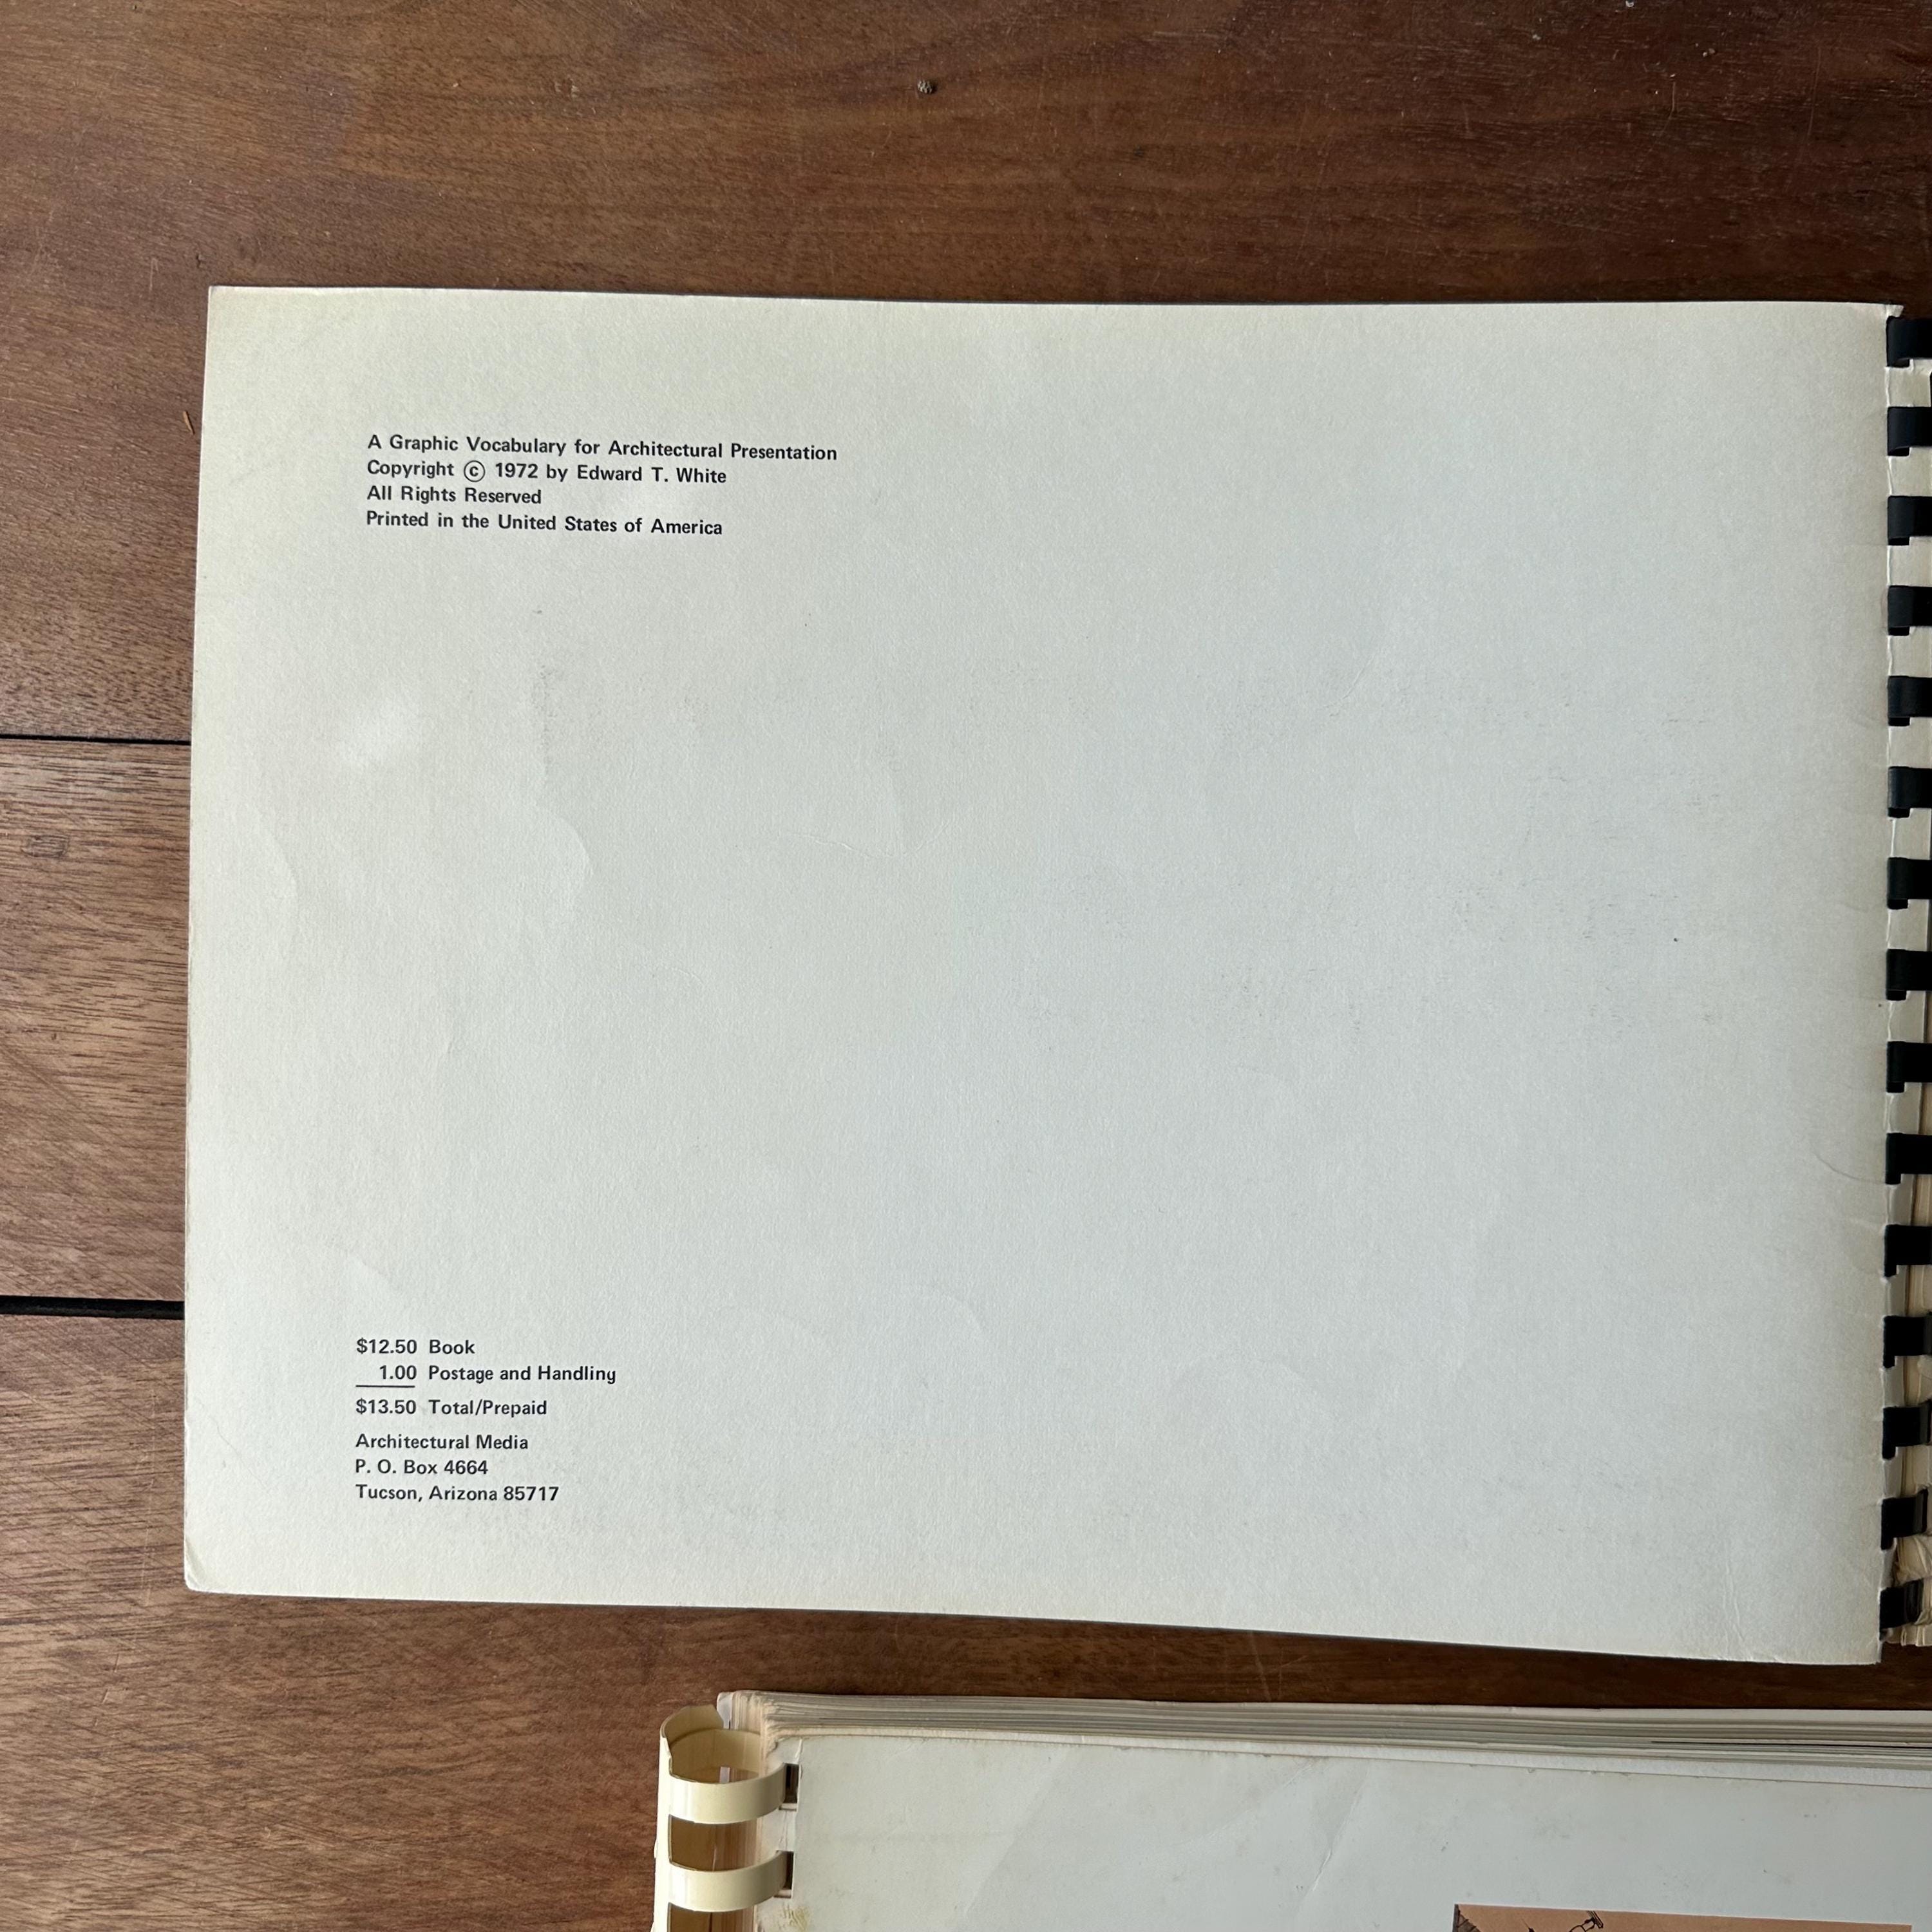 A Graphic Vocabulary for Architectural Presentation
Copyright © 1972 by Edward T. White
All Rights Reserved
Printed in the United States of America
$12.50 Book
1.00 Postage and Handling
$13.50 Total/Prepaid
Architectural Media
P. O. Box 4664
Tucson, Arizona 85717